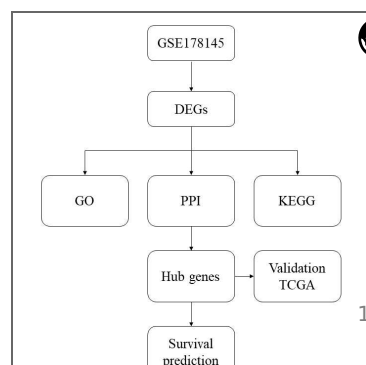 GSE178145
DEGs
GO PPI KEGG
Hub genes
Validation
TCGA
Survival
prediction